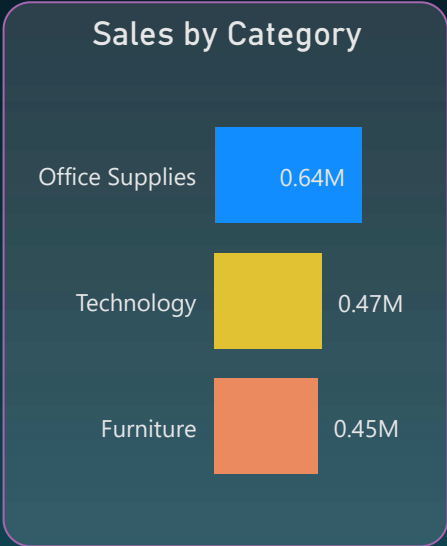 Sales by Category
Office Supplies 0.64M
Technology 0.47M
Furniture 0.45M